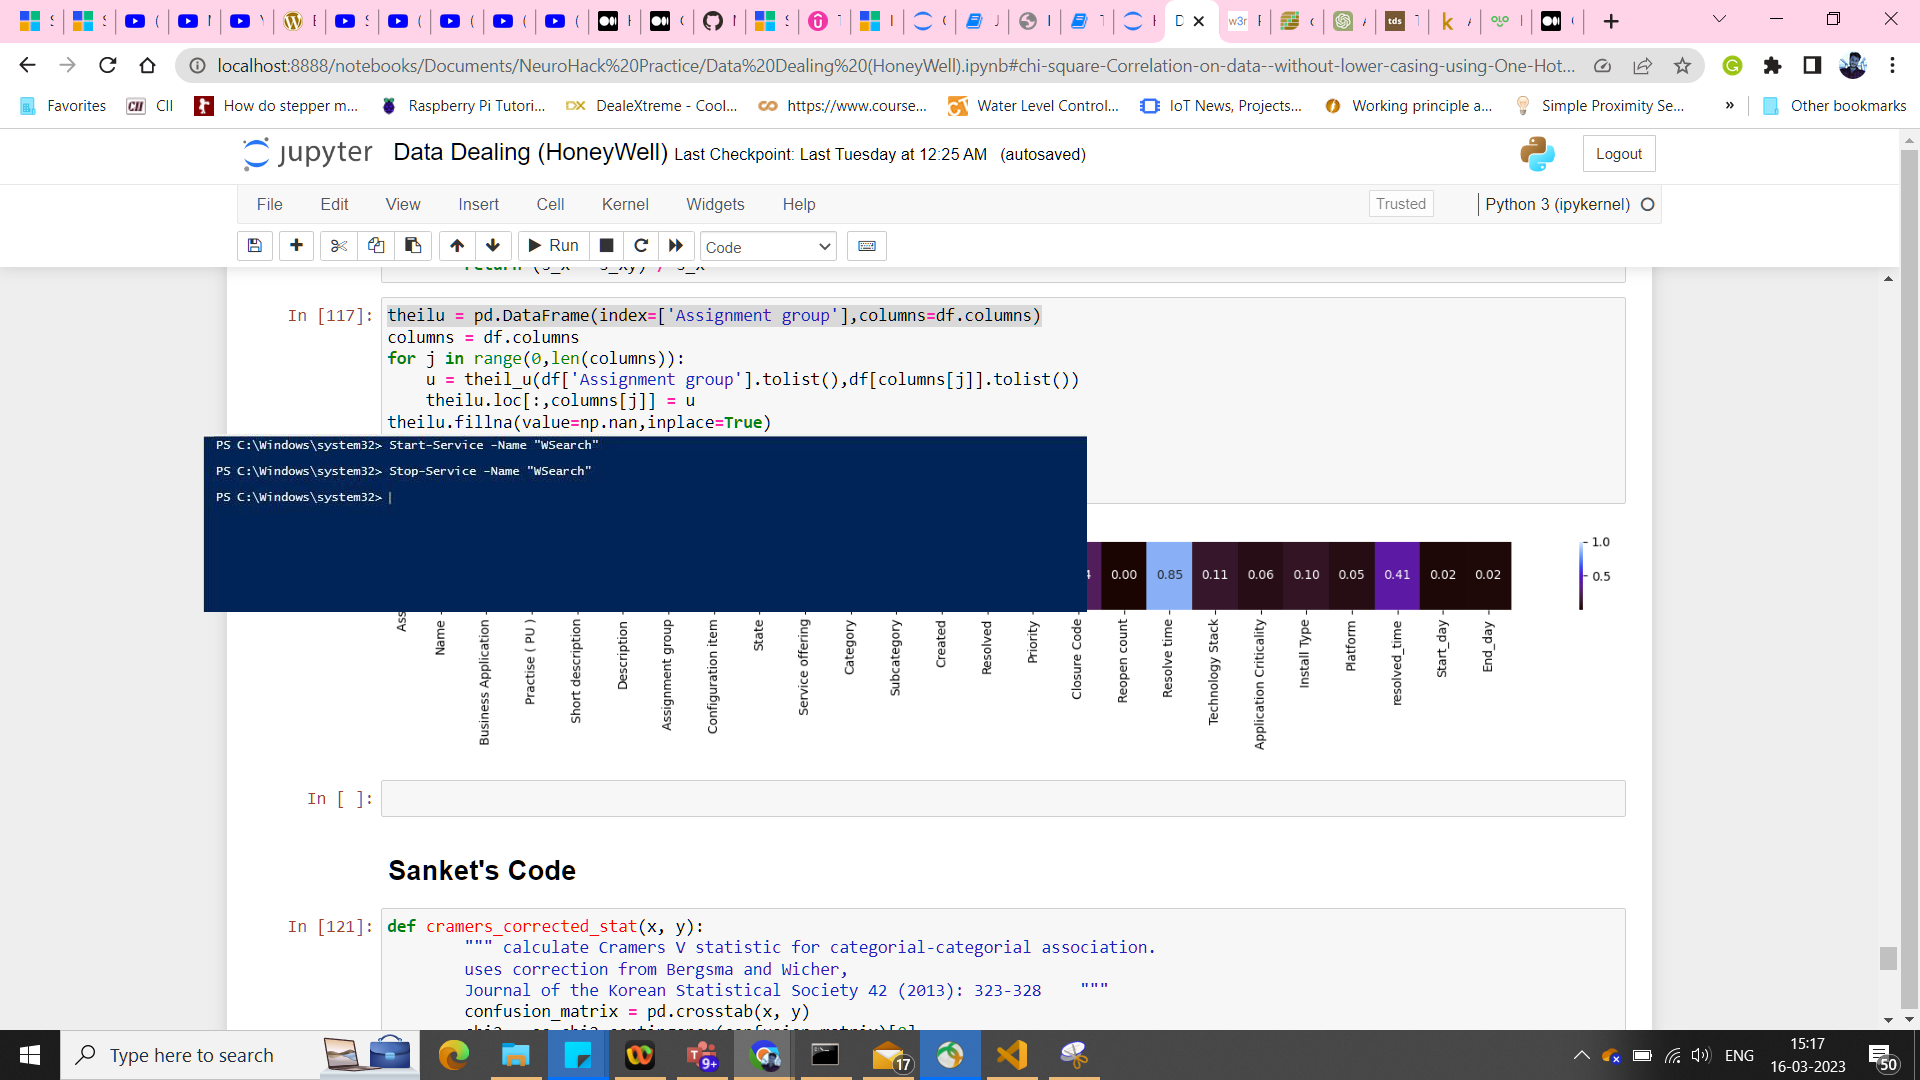 localhost:8888/notebooks/Documents/NeuroHack%20Practice/Data%20Dealing%20(HoneyWell).ipynb#chi-square-Correlation-on-data--without-lower-casing-using-One-Hot...
Favorites CII How do stepper m... Raspberry Pi Tutori... DX DealeXtreme - Cool... https://www.course... Water Level Control... IoT News, Projects... Working principle a... Simple Proximity Se... » Other bookmarks
jupyter Data Dealing (HoneyWell) Last Checkpoint: Last Tuesday at 12:25 AM (autosaved) Logout
File Edit View Insert Cell Kernel Widgets Help Trusted Python 3 (ipykernel)
Run Code
In [117]: theilu = pd.DataFrame(index=['Assignment group'],columns=df.columns)
columns = df.columns
for j in range(0,len(columns)):
u = theil_u(df['Assignment group'].tolist(),df[columns[j]].tolist())
theilu.loc[:,columns[j]] = u
theilu.fillna(value=np.nan,inplace=True)
PS C:\Windows\system32> Start-Service -Name "WSearch"
PS C:\Windows\system32> Stop-Service -Name "WSearch"
PS C:\Windows\system32>
4 0.00 0.85 0.11 0.06 0.10 0.05 0.41 0.02 0.02
1.0
0.5
Ass
Name
Business Application
Practise ( PU )
Short description
Description
Assignment group
Configuration item
State
Service offering
Category
Subcategory
Created
Resolved
Priority
Closure Code
Reopen count
Resolve time
Technology Stack
Application Criticality
Install Type
Platform
resolved_time
Start_day
End_day
In [ ]:
Sanket's Code
In [121]: def cramers_corrected_stat(x, y):
""" calculate Cramers V statistic for categorial-categorial association.
uses correction from Bergsma and Wicher,
Journal of the Korean Statistical Society 42 (2013): 323-328 """
confusion_matrix = pd.crosstab(x, y)
Type here to search
9+
17
ENG
15:17
16-03-2023
50